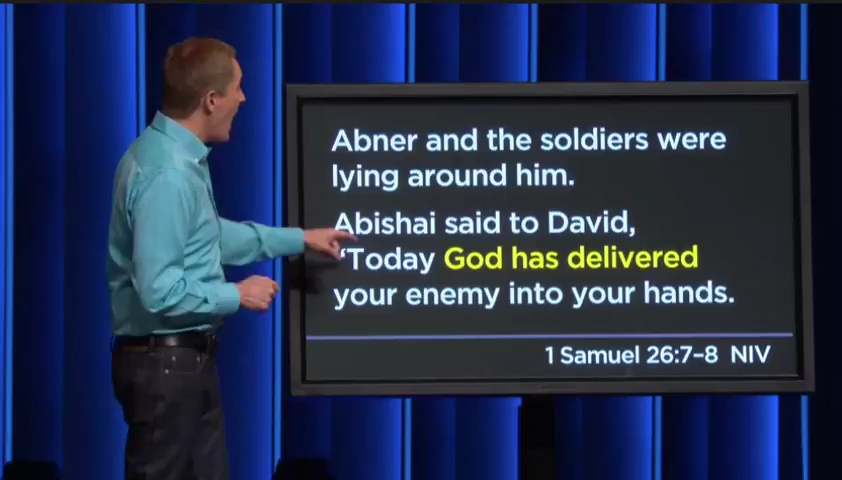 Abner and the soldiers were
lying around him.
Abishai said to David,
“Today God has delivered
your enemy into your hands.
1 Samuel 26:7–8 NIV